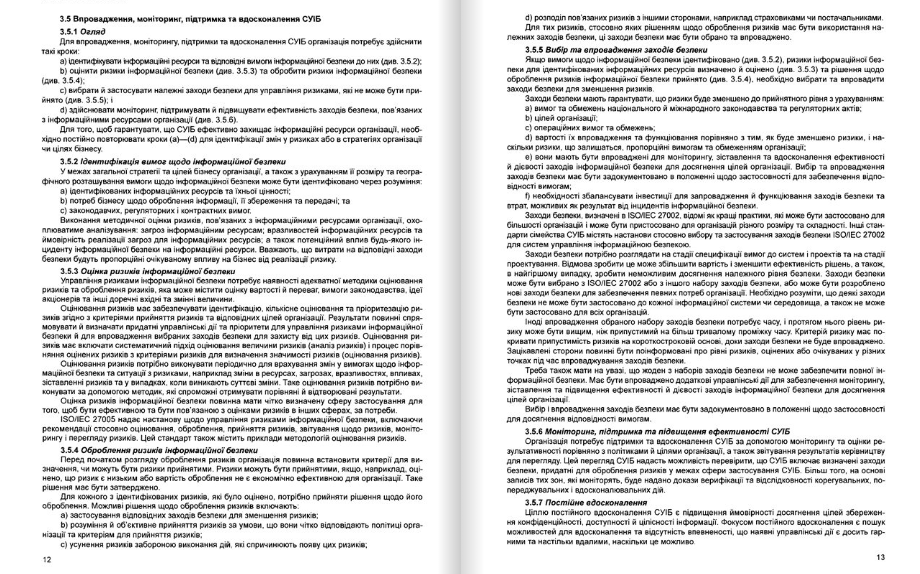 3.5 Впровадження, моніторинг, підтримка та вдосконалення СУІБ
3.5.1 Огляд
Для впровадження, моніторингу, підтримки та вдосконалення СУІБ організація потребує здійснити
такі кроки:
a) ідентифікувати інформаційні ресурси та відповідні вимоги інформаційної безпеки до них (див. 3.5.2);
b) оцінити ризики інформаційної безпеки (див. 3.5.3) та обробити ризики інформаційної безпеки
(див. 3.5.4);
c) вибрати й застосувати належні заходи безпеки для управління ризиками, які не може бути при-
йнято (див. 3.5.5); і
d) здійснювати моніторинг, підтримувати й підвищувати ефективність заходів безпеки, пов'язаних
з інформаційними ресурсами організації (див. 3.5.6).
Для того, щоб гарантувати, що СУІБ ефективно захищає інформаційні ресурси організації, необ-
хідно постійно повторювати кроки (a)—(d) для ідентифікації змін у ризиках або в стратегіях організації
чи цілях бізнесу.
3.5.2 Ідентифікація вимог щодо інформаційної безпеки
У межах загальної стратегії та цілей бізнесу організації, а також з урахуванням її розміру та геогра-
фічного розташування вимоги щодо інформаційної безпеки може бути ідентифіковано через розуміння:
a) ідентифікованих інформаційних ресурсів та їхньої цінності;
b) потреб бізнесу щодо оброблення інформації, її збереження та передачі; та
c) законодавчих, регуляторних і контрактних вимог.
Виконання методичної оцінки ризиків, пов'язаних з інформаційними ресурсами організації, охо-
плюватиме аналізування: загроз інформаційним ресурсам; вразливостей інформаційних ресурсів та
ймовірність реалізації загроз для інформаційних ресурсів; а також потенційний вплив будь-якого ін-
циденту інформаційної безпеки на інформаційні ресурси. Вважають, що витрати на відповідні заходи
безпеки будуть пропорційні очікуваному впливу на бізнес від реалізації ризику.
3.5.3 Оцінка ризиків інформаційної безпеки
Управління ризиками інформаційної безпеки потребує наявності адекватної методики оцінювання
ризиків та оброблення ризиків, яка може містити оцінку вартості й переваг, вимоги законодавства, ідеї
акціонерів та інші доречні вхідні та змінні величини.
Оцінювання ризиків має забезпечувати ідентифікацію, кількісне оцінювання та пріоритезацію ри-
зиків згідно з критеріями прийняття ризиків та відповідних цілей організації. Результати повинні спря-
мовувати й визначати придатні управлінські дії та пріоритети для управління ризиками інформаційної
безпеки й для впровадження вибраних заходів безпеки для захисту від цих ризиків. Оцінювання ри-
зиків має включати систематичний підхід оцінювання величини ризиків (аналіз ризиків) і процес порів-
няння оцінених ризиків з критеріями ризиків для визначення значимості ризиків (оцінювання ризиків).
Оцінювання ризиків потрібно виконувати періодично для врахування змін у вимогах щодо інфор-
маційної безпеки та ситуації з ризиками, наприклад зміни в ресурсах, загрозах, вразливостях, впливах,
зіставленні ризиків та у випадках, коли виникають суттєві зміни. Таке оцінювання ризиків потрібно ви-
конувати за допомогою методик, які спроможні отримувати порівняні й відтворювані результати.
Оцінка ризиків інформаційної безпеки повинна мати чітко визначену сферу застосування для
того, щоб бути ефективною та бути пов'язаною з оцінками ризиків в інших сферах, за потреби.
ISO/IEC 27005 надає настанову щодо управління ризиками інформаційної безпеки, включаючи
рекомендації стосовно оцінювання, оброблення, прийняття ризиків, звітування щодо ризиків, моніто-
рингу і перегляду ризиків. Цей стандарт також містить приклади методологій оцінювання ризиків.
3.5.4 Оброблення ризиків інформаційної безпеки
Перед початком розгляду оброблення ризиків організація повинна встановити критерії для ви-
значення, чи можуть бути ризики прийнятими. Ризики можуть бути прийнятими, якщо, наприклад, оці-
нено, що ризик є низьким або вартість оброблення не є економічно ефективною для організації. Таке
рішення має бути затверджено.
Для кожного з ідентифікованих ризиків, які було оцінено, потрібно прийняти рішення щодо його
оброблення. Можливі рішення щодо оброблення ризиків включають:
a) застосування відповідних заходів безпеки для зменшення ризиків;
b) розуміння й об'єктивне прийняття ризиків за умови, що вони чітко відповідають політиці орга-
нізації та критеріям для прийняття ризиків;
c) усунення ризиків забороною виконання дій, які спричинюють появу цих ризиків;
12
d) розподіл пов'язаних ризиків з іншими сторонами, наприклад страховиками чи постачальниками.
Для тих ризиків, стосовно яких рішенням щодо оброблення ризиків має бути використання на-
лежних заходів безпеки, ці заходи безпеки має бути обрано та впроваджено.
3.5.5 Вибір та впровадження заходів безпеки
Якщо вимоги щодо інформаційної безпеки ідентифіковано (див. 3.5.2), ризики інформаційної без-
пеки для ідентифікованих інформаційних ресурсів визначено й оцінено (див. 3.5.3) та рішення щодо
оброблення ризиків інформаційної безпеки прийнято (див. 3.5.4), необхідно вибрати та впровадити
заходи безпеки для зменшення ризиків.
Заходи безпеки мають гарантувати, що ризики буде зменшено до прийнятного рівня з урахуванням:
a) вимог та обмежень національного й міжнародного законодавства та регуляторних актів;
b) цілей організації;
c) операційних вимог та обмежень;
d) вартості їх впровадження та функціонування порівняно з тим, як буде зменшено ризики, і на-
скільки ризики, що залишаться, пропорційні вимогам та обмеженням організації;
e) вони мають бути впроваджені для моніторингу, зіставлення та вдосконалення ефективності
й дієвості заходів інформаційної безпеки для досягнення цілей організації. Вибір та впровадження
заходів безпеки має бути задокументовано в положенні щодо застосовності для забезпечення відпо-
відності вимогам;
f) необхідності збалансувати інвестиції для запровадження й функціонування заходів безпеки та
втрат, можливих як результат від інцидентів інформаційної безпеки.
Заходи безпеки, визначені в ISO/IEC 27002, відомі як кращі практики, які може бути застосовано для
більшості організацій і може бути пристосовано для організацій різного розміру та складності. Інші стан-
дарти сімейства СУІБ містять настанови стосовно вибору та застосування заходів безпеки ISO/IEC 27002
для систем управління інформаційною безпекою.
Заходи безпеки потрібно розглядати на стадії специфікації вимог до систем і проектів та на стадії
проектування. Відмова зробити це може збільшити вартість і зменшити ефективність рішень, а також,
в найгіршому випадку, зробити неможливим досягнення належного рівня безпеки. Заходи безпеки
може бути вибрано з ISO/IEC 27002 або з іншого набору заходів безпеки, або може бути розроблено
нові заходи безпеки для забезпечення певних потреб організації. Необхідно розуміти, що деякі заходи
безпеки не може бути застосовано до кожної інформаційної системи чи середовища, а також не може
бути застосовано для всіх організацій.
Іноді впровадження обраного набору заходів безпеки потребує часу, і протягом нього рівень ри-
зику може бути вищим, ніж припустимий на більш тривалому проміжку часу. Критерій ризику має по-
кривати припустимість ризиків на короткостроковій основі, доки заходи безпеки не буде впроваджено.
Зацікавлені сторони повинні бути поінформовано про рівні ризиків, оцінених або очікуваних у різних
точках під час впроваджування заходів безпеки.
Треба також мати на увазі, що жоден з наборів заходів безпеки не може забезпечити повної ін-
формаційної безпеки. Має бути впроваджено додаткові управлінські дії для забезпечення моніторингу,
зіставлення та підвищення ефективності й дієвості заходів інформаційної безпеки для досягнення
цілей організації.
Вибір і впровадження заходів безпеки має бути задокументовано в положенні щодо застосовності
для досягнення відповідності вимогам.
3.5.6 Моніторинг, підтримка та підвищення ефективності СУІБ
Організація потребує підтримки та вдосконалення СУІБ за допомогою моніторингу та оцінки ре-
зультативності порівняно з політиками й цілями організації, а також звітування результатів керівництву
для перегляду. Цей перегляд СУІБ надасть можливість перевірити, що СУІБ включає визначені заходи
безпеки, придатні для оброблення ризиків у межах сфери застосування СУІБ. Більш того, на основі
записів тих зон, які моніторять, буде надано докази верифікації та відслідковності корегувальних, по-
переджувальних і вдосконалювальних дій.
3.5.7 Постійне вдосконалення
Ціллю постійного вдосконалення СУІБ є підвищення ймовірності досягнення цілей збережен-
ня конфіденційності, доступності й цілісності інформації. Фокусом постійного вдосконалення є пошук
можливостей для вдосконалення та відсутність впевненості, що наявні управлінські дії є досить гар-
ними та настільки вдалими, наскільки це можливо.
13